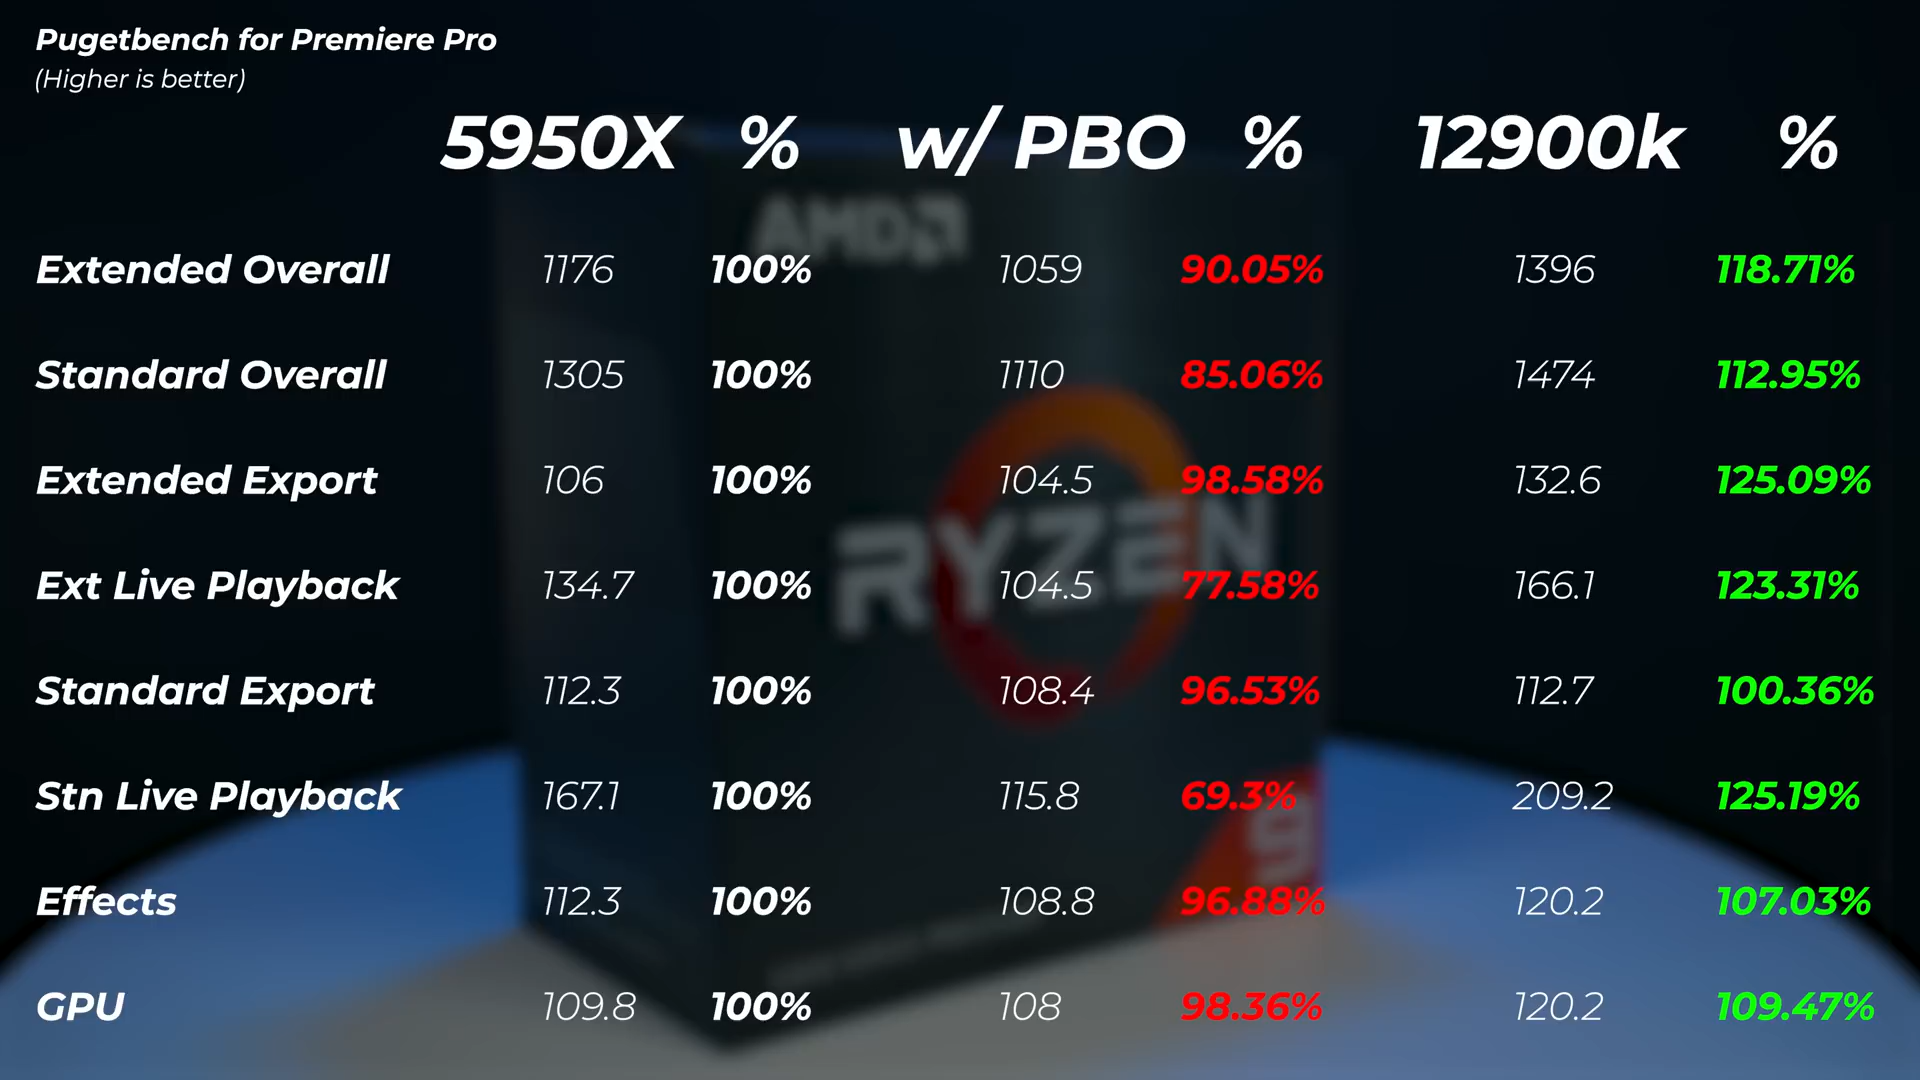 Pugetbench for Premiere Pro
(Higher is better)
5950X % w/ PBO % 12900k %
AMD
RYZEN
9
Extended Overall 1176 100% 1059 90.05% 1396 118.71%
Standard Overall 1305 100% 1110 85.06% 1474 112.95%
Extended Export 106 100% 104.5 98.58% 132.6 125.09%
Ext Live Playback 134.7 100% 104.5 77.58% 166.1 123.31%
Standard Export 112.3 100% 108.4 96.53% 112.7 100.36%
Stn Live Playback 167.1 100% 115.8 69.3% 209.2 125.19%
Effects 112.3 100% 108.8 96.88% 120.2 107.03%
GPU 109.8 100% 108 98.36% 120.2 109.47%